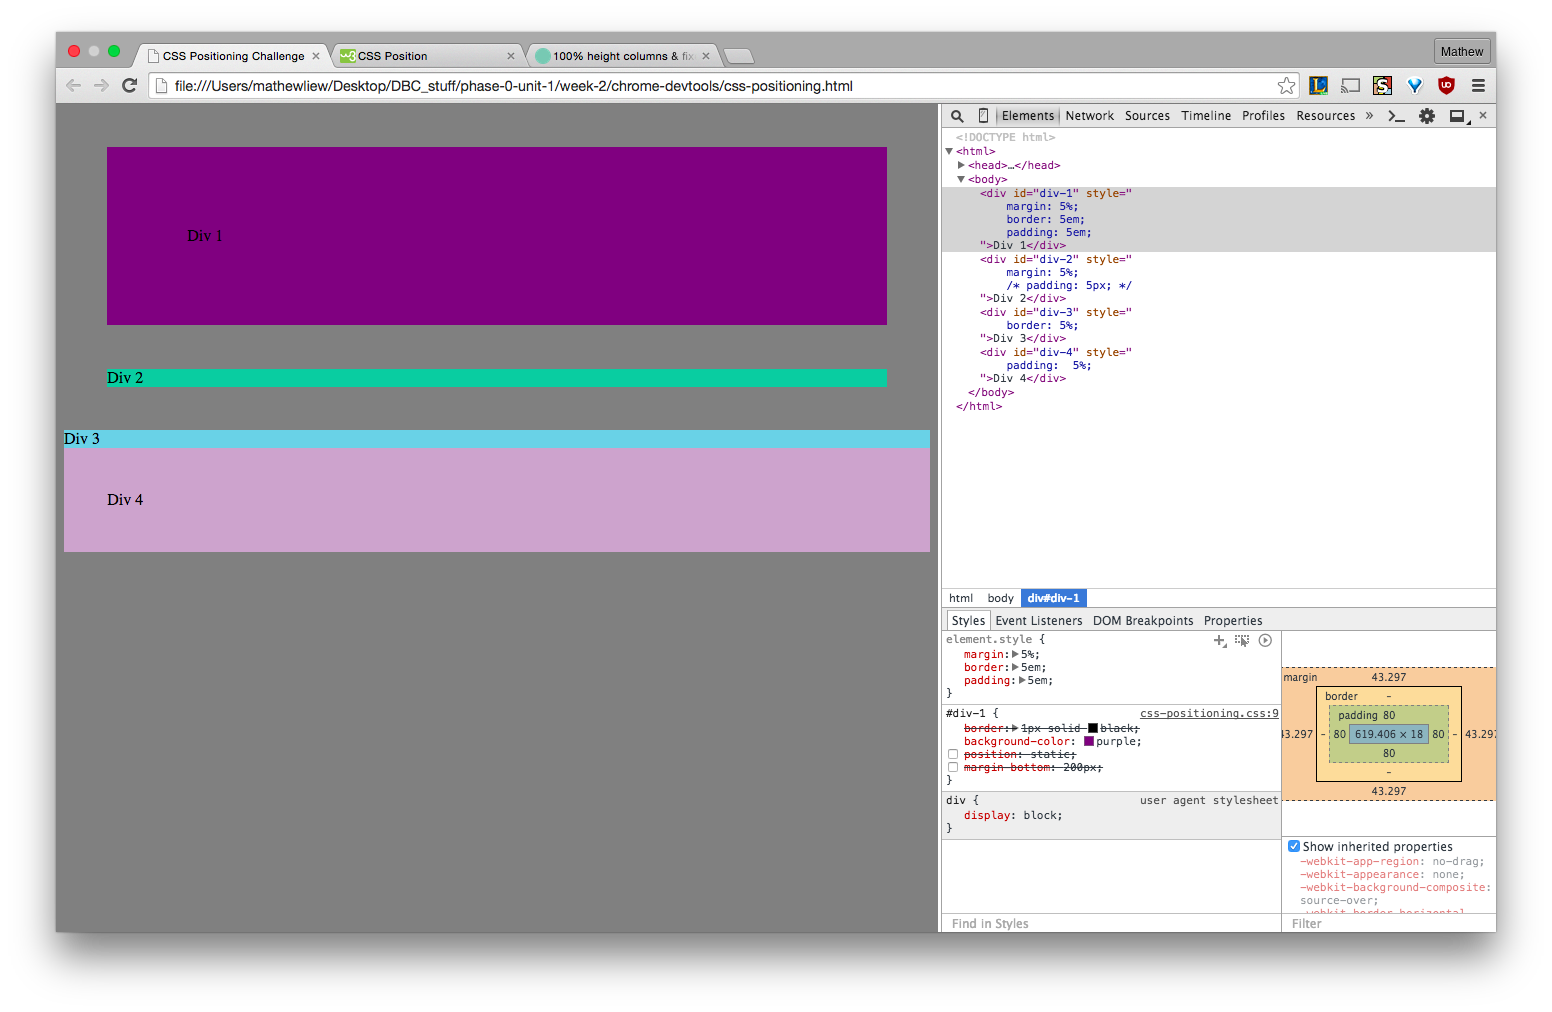 CSS Positioning Challenge
CSS Position
100% height columns & fix
Mathew
file:///Users/mathewliew/Desktop/DBC_stuff/phase-0-unit-1/week-2/chrome-devtools/css-positioning.html
Div 1
Div 2
Div 3
Div 4
Elements Network Sources Timeline Profiles Resources »
<!DOCTYPE html>
<html>
<head>…</head>
<body>
<div id="div-1" style="
margin: 5%;
border: 5em;
padding: 5em;
">Div 1</div>
<div id="div-2" style="
margin: 5%;
/* padding: 5px; */
">Div 2</div>
<div id="div-3" style="
border: 5%;
">Div 3</div>
<div id="div-4" style="
padding:  5%;
">Div 4</div>
</body>
</html>
html body div#div-1
Styles Event Listeners DOM Breakpoints Properties
element.style {
margin: 5%;
border: 5em;
padding: 5em;
}
#div-1 { css-positioning.css:9
border: 1px solid black;
background-color: purple;
position: static;
margin-bottom: 200px;
}
div { user agent stylesheet
display: block;
}
Find in Styles
margin 43.297
border -
padding 80
43.297 - 80 619.406 × 18 80 - 43.297
80
-
43.297
Show inherited properties
-webkit-app-region: no-drag;
-webkit-appearance: none;
-webkit-background-composite:
source-over;
-webkit-border-horizontal
Filter